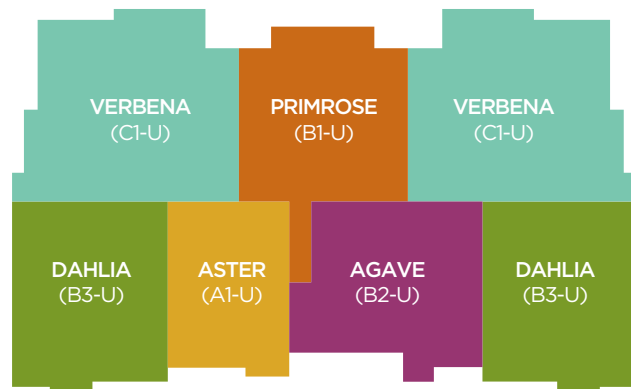 VERBENA
(C1-U)
PRIMROSE
(B1-U)
VERBENA
(C1-U)
DAHLIA
(B3-U)
ASTER
(A1-U)
AGAVE
(B2-U)
DAHLIA
(B3-U)